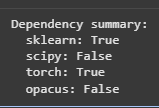 Dependency summary:
sklearn: True
scipy: False
torch: True
opacus: False